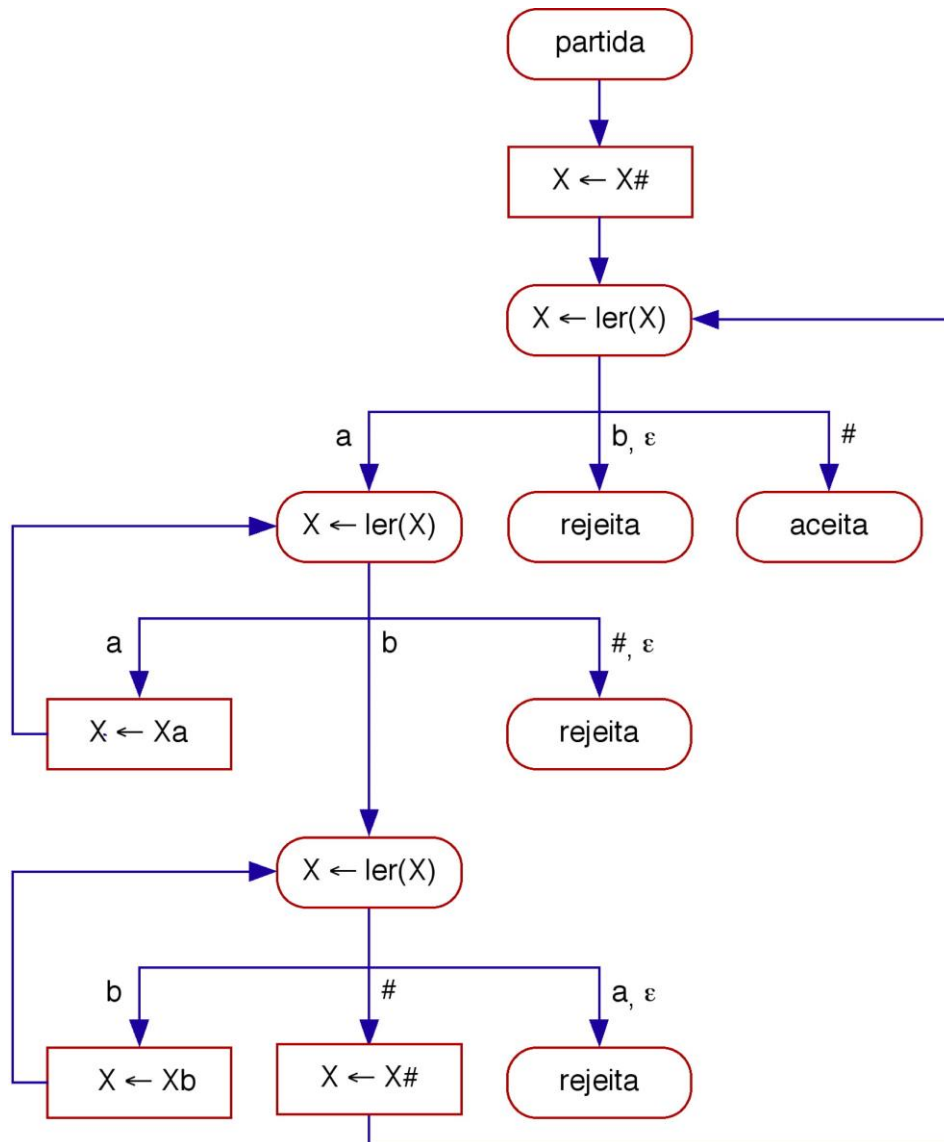 partida
X ← X#
X ← ler(X)
a
b, ε
#
X ← ler(X)
rejeita
aceita
a
b
#, ε
X ← Xa
rejeita
X ← ler(X)
b
#
a, ε
X ← Xb
X ← X#
rejeita